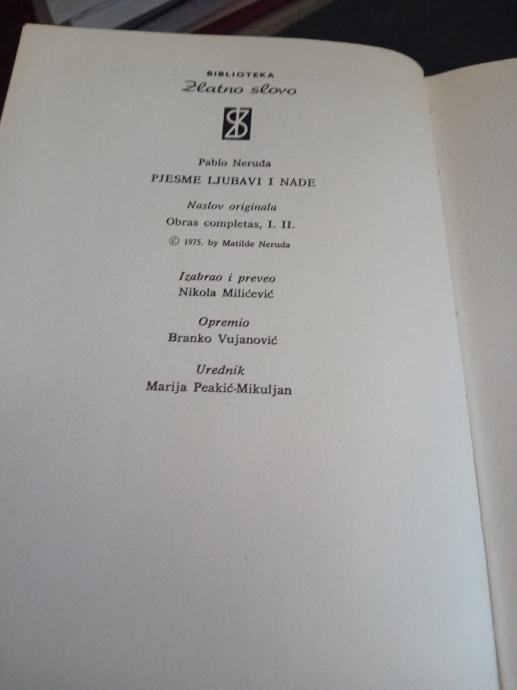 BIBLIOTEKA
Zlatno slovo
Pablo Neruda
PJESME LJUBAVI I NADE
Naslov originala
Obras completas, I. II.
© 1975. by Matilde Neruda
Izabrao i preveo
Nikola Milićević
Opremio
Branko Vujanović
Urednik
Marija Peakić-Mikuljan